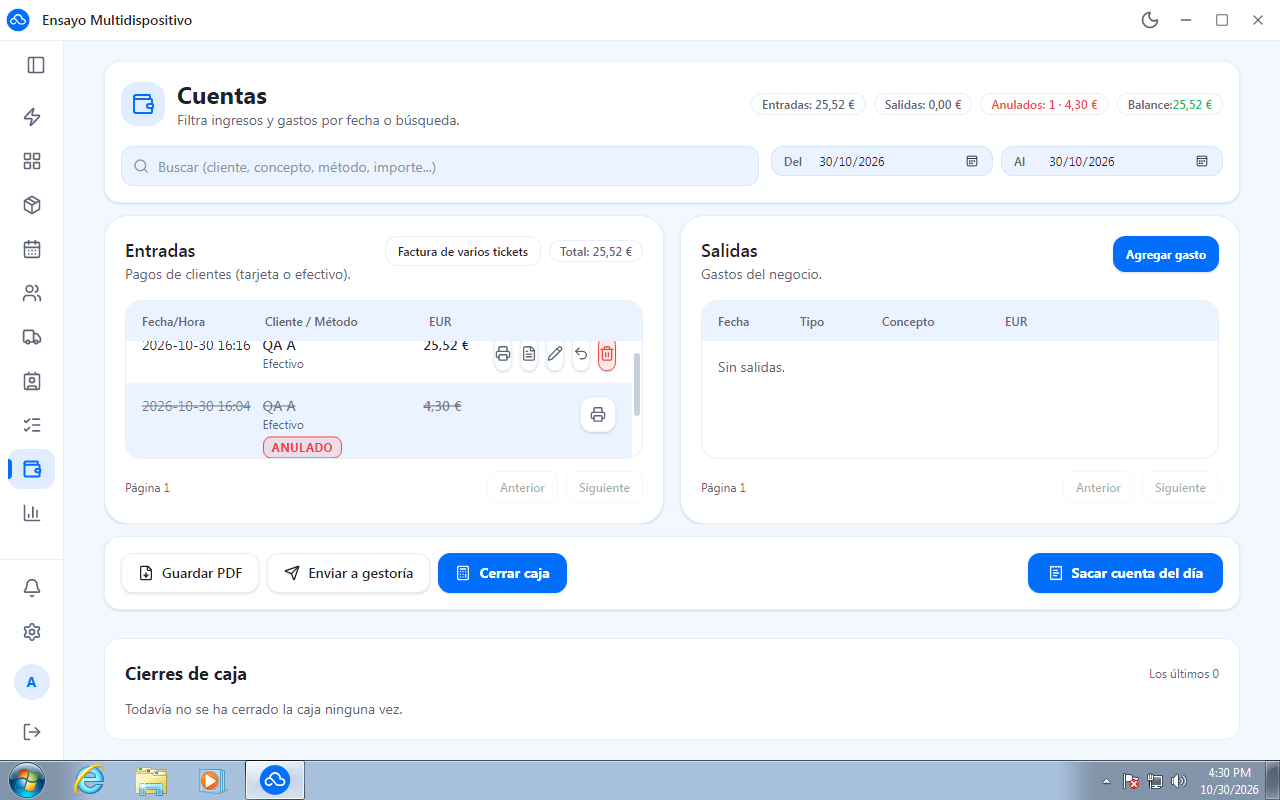 Ensayo Multidispositivo
Cuentas
Filtra ingresos y gastos por fecha o búsqueda.
Entradas: 25,52 €
Salidas: 0,00 €
Anulados: 1 · 4,30 €
Balance:25,52 €
Buscar (cliente, concepto, método, importe...)
Del 30/10/2026
Al 30/10/2026
Entradas
Pagos de clientes (tarjeta o efectivo).
Factura de varios tickets
Total: 25,52 €
Fecha/Hora Cliente / Método EUR
2026-10-30 16:16 QA A 25,52 €
Efectivo
2026-10-30 16:04 QA A 4,30 €
Efectivo
ANULADO
Página 1
Anterior
Siguiente
Salidas
Gastos del negocio.
Agregar gasto
Fecha Tipo Concepto EUR
Sin salidas.
Página 1
Anterior
Siguiente
Guardar PDF
Enviar a gestoría
Cerrar caja
Sacar cuenta del día
Cierres de caja
Los últimos 0
Todavía no se ha cerrado la caja ninguna vez.
A
4:30 PM
10/30/2026